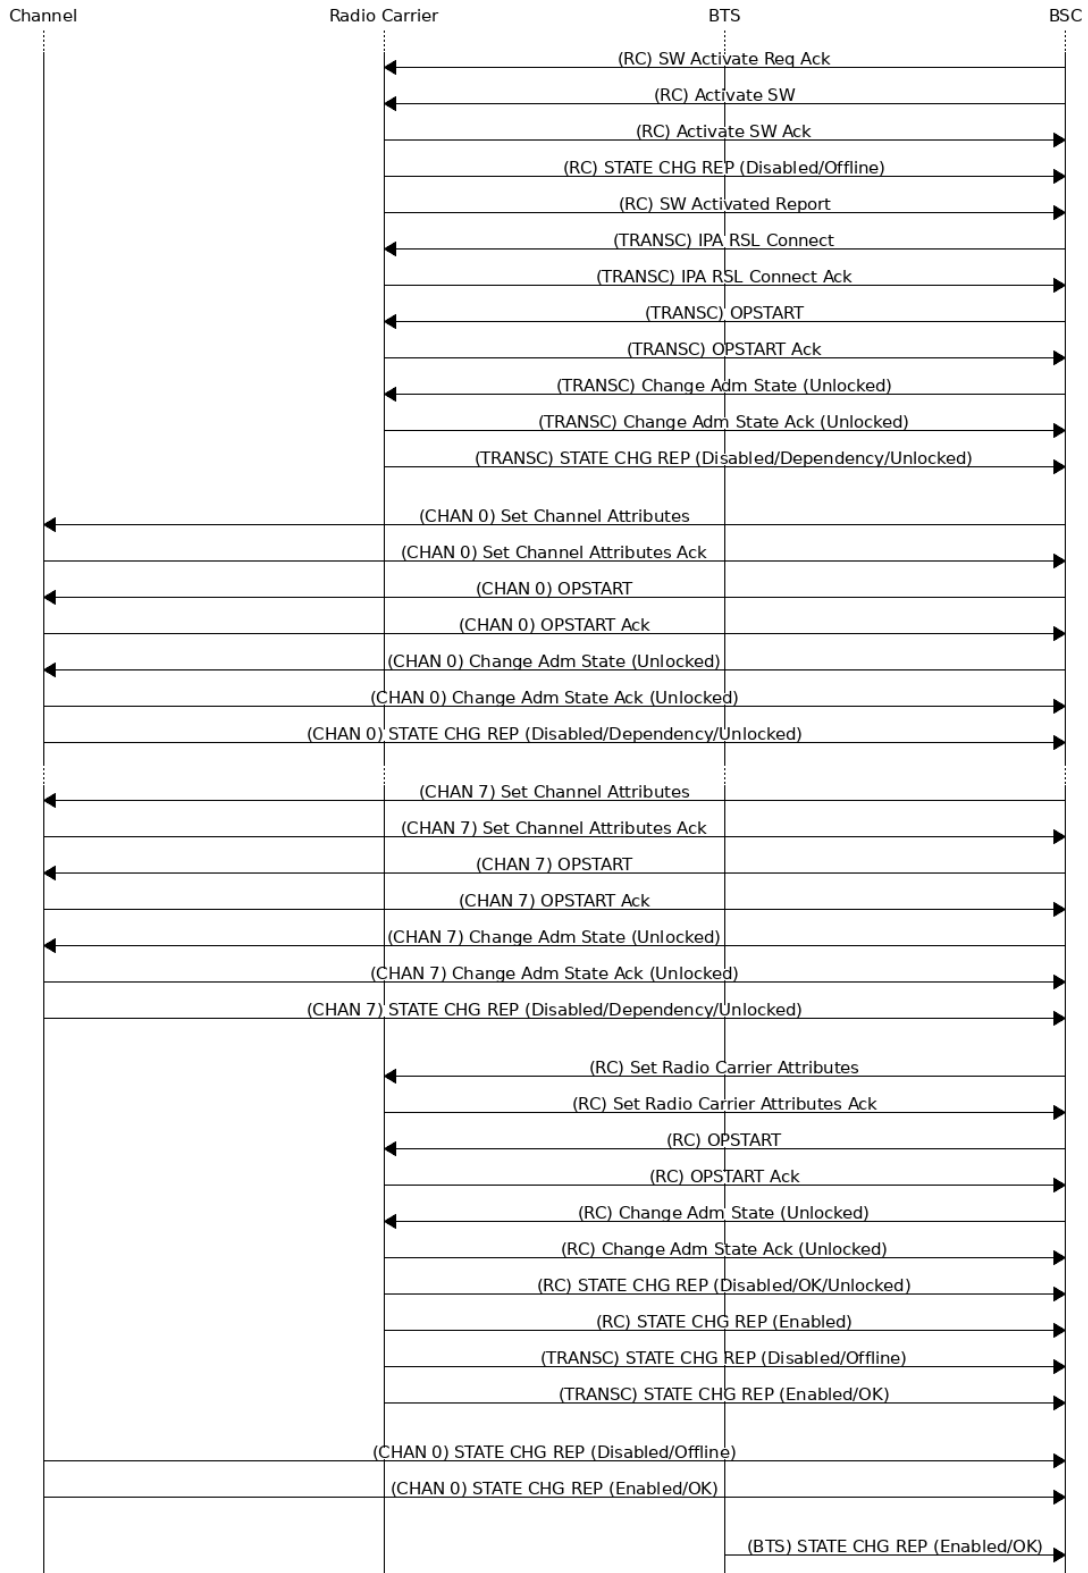 Channel Radio Carrier BTS BSC
(RC) SW Activate Req Ack
(RC) Activate SW
(RC) Activate SW Ack
(RC) STATE CHG REP (Disabled/Offline)
(RC) SW Activated Report
(TRANSC) IPA RSL Connect
(TRANSC) IPA RSL Connect Ack
(TRANSC) OPSTART
(TRANSC) OPSTART Ack
(TRANSC) Change Adm State (Unlocked)
(TRANSC) Change Adm State Ack (Unlocked)
(TRANSC) STATE CHG REP (Disabled/Dependency/Unlocked)
(CHAN 0) Set Channel Attributes
(CHAN 0) Set Channel Attributes Ack
(CHAN 0) OPSTART
(CHAN 0) OPSTART Ack
(CHAN 0) Change Adm State (Unlocked)
(CHAN 0) Change Adm State Ack (Unlocked)
(CHAN 0) STATE CHG REP (Disabled/Dependency/Unlocked)
(CHAN 7) Set Channel Attributes
(CHAN 7) Set Channel Attributes Ack
(CHAN 7) OPSTART
(CHAN 7) OPSTART Ack
(CHAN 7) Change Adm State (Unlocked)
(CHAN 7) Change Adm State Ack (Unlocked)
(CHAN 7) STATE CHG REP (Disabled/Dependency/Unlocked)
(RC) Set Radio Carrier Attributes
(RC) Set Radio Carrier Attributes Ack
(RC) OPSTART
(RC) OPSTART Ack
(RC) Change Adm State (Unlocked)
(RC) Change Adm State Ack (Unlocked)
(RC) STATE CHG REP (Disabled/OK/Unlocked)
(RC) STATE CHG REP (Enabled)
(TRANSC) STATE CHG REP (Disabled/Offline)
(TRANSC) STATE CHG REP (Enabled/OK)
(CHAN 0) STATE CHG REP (Disabled/Offline)
(CHAN 0) STATE CHG REP (Enabled/OK)
(BTS) STATE CHG REP (Enabled/OK)